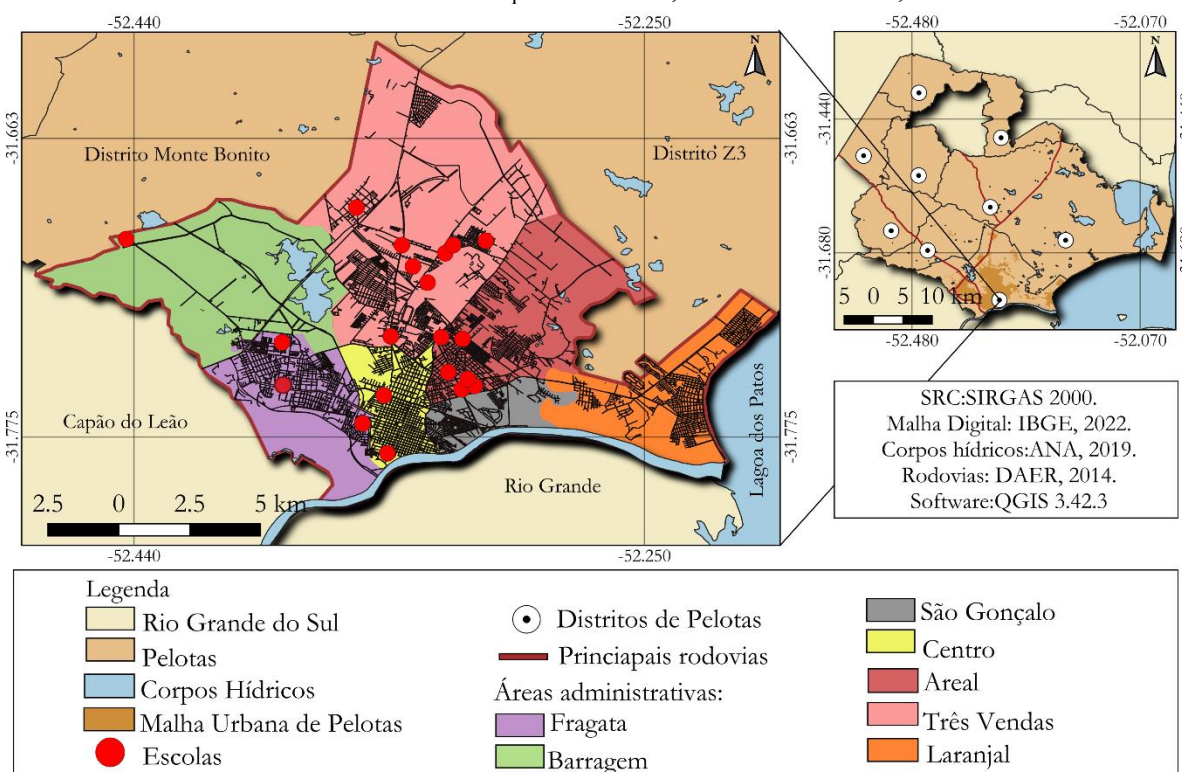 -52.440
-52.250
-52.480
-52.070
N
N
-31.663
-31.663
Distrito Monte Bonito
Distrito Z3
-31.440
-31.680
Capão do Leão
-31.775
-31.775
Rio Grande
Lagoa dos Patos
2.5 0 2.5 5 km
5 0 5 10 km
-52.440
-52.250
-52.480
-52.070
SRC:SIRGAS 2000.
Malha Digital: IBGE, 2022.
Corpos hídricos:ANA, 2019.
Rodovias: DAER, 2014.
Software:QGIS 3.42.3
Legenda
Rio Grande do Sul
Pelotas
Corpos Hídricos
Malha Urbana de Pelotas
Escolas
Distritos de Pelotas
Princiapais rodovias
Áreas administrativas:
Fragata
Barragem
São Gonçalo
Centro
Areal
Três Vendas
Laranjal